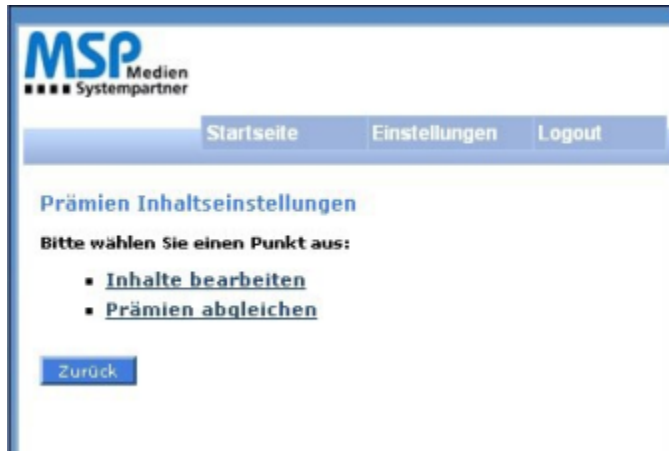 MSP Medien
Systempartner
Startseite Einstellungen Logout
Prämien Inhaltseinstellungen
Bitte wählen Sie einen Punkt aus:
Inhalte bearbeiten
Prämien abgleichen
Zurück